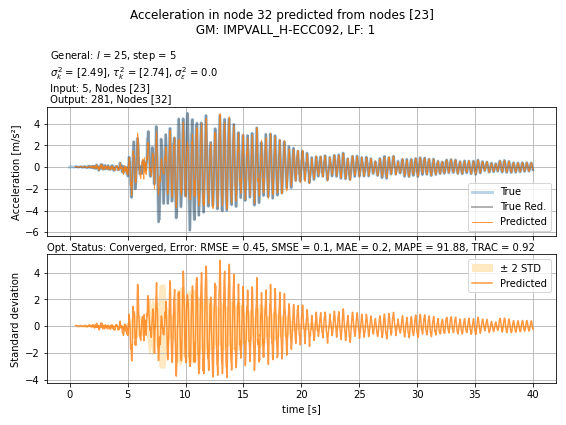 Acceleration in node 32 predicted from nodes [23]
GM: IMPVALL_H-ECC092, LF: 1
General: l = 25, step = 5
σ²ₖ = [2.49], τ²ₖ = [2.74], σ²ᵣ = 0.0
Input: 5, Nodes [23]
Output: 281, Nodes [32]
Acceleration [m/s²]
4
2
0
−2
−4
−6
True
True Red.
Predicted
Opt. Status: Converged, Error: RMSE = 0.45, SMSE = 0.1, MAE = 0.2, MAPE = 91.88, TRAC = 0.92
Standard deviation
4
2
0
−2
−4
± 2 STD
Predicted
0 5 10 15 20 25 30 35 40
time [s]